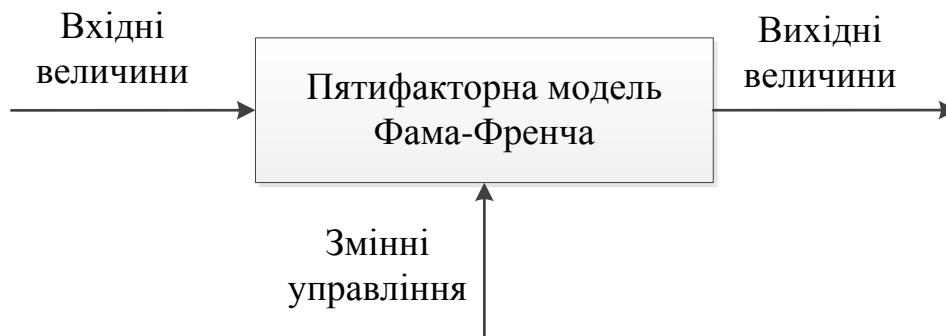 Вхідні
величини
Пятифакторна модель
Фама-Френча
Вихідні
величини
Змінні
управління